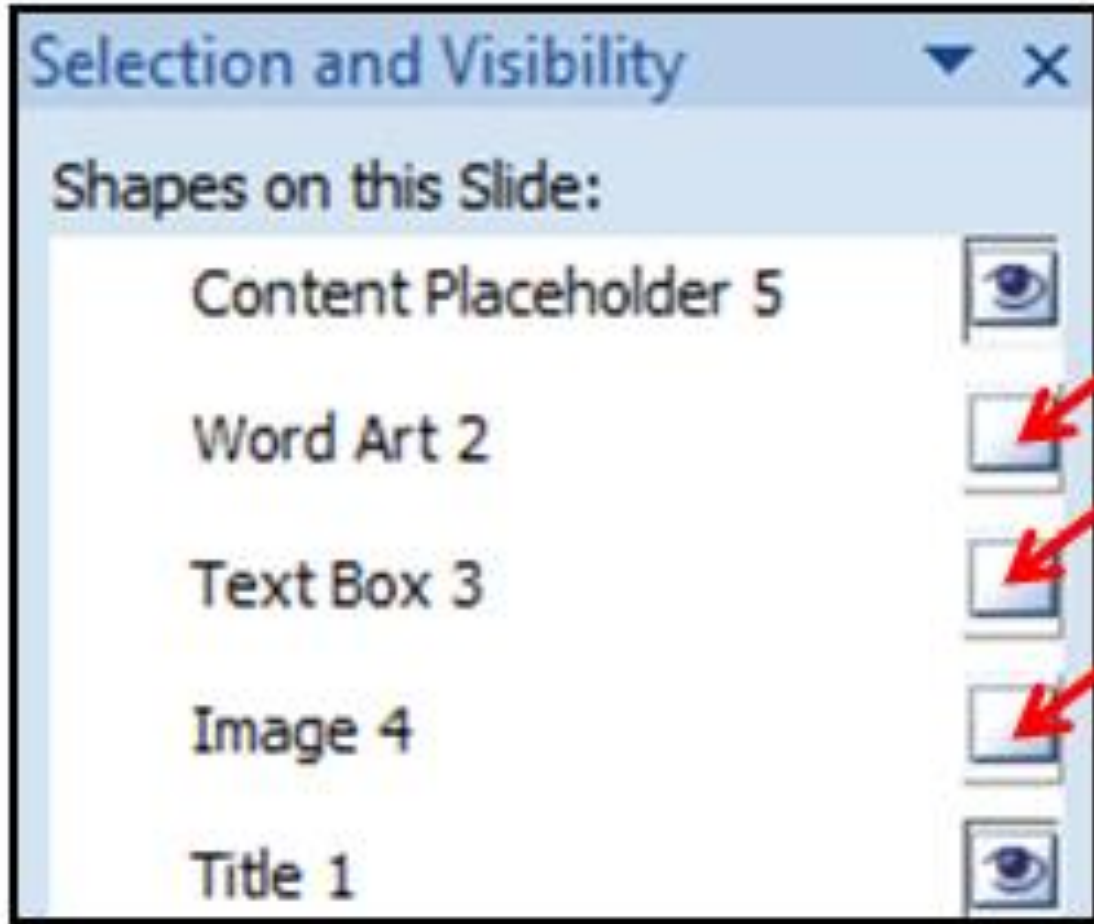 Selection and Visibility
Shapes on this Slide:
Content Placeholder 5
Word Art 2
Text Box 3
Image 4
Title 1